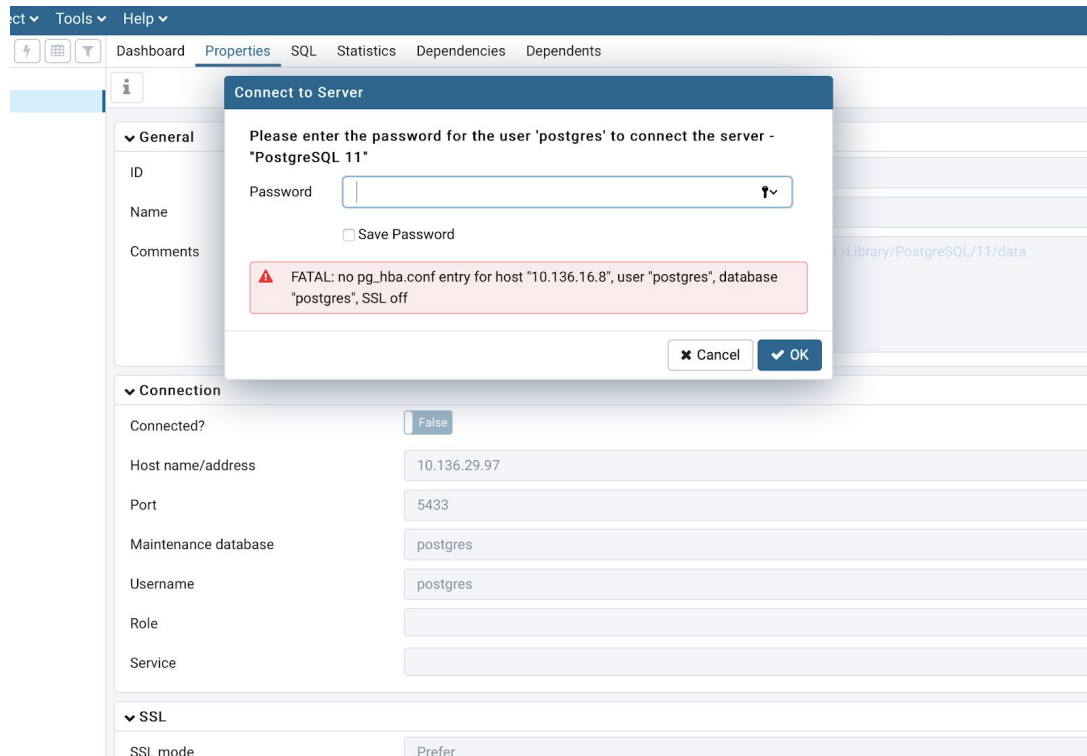 Tools Help
Dashboard Properties SQL Statistics Dependencies Dependents
i
Connect to Server
General
Please enter the password for the user 'postgres' to connect the server -
"PostgreSQL 11"
ID
Password
Name
Save Password
Comments
/Library/PostgreSQL/11/data
FATAL: no pg_hba.conf entry for host "10.136.16.8", user "postgres", database
"postgres", SSL off
Cancel OK
Connection
Connected? False
Host name/address 10.136.29.97
Port 5433
Maintenance database postgres
Username postgres
Role
Service
SSL
SSL mode Prefer